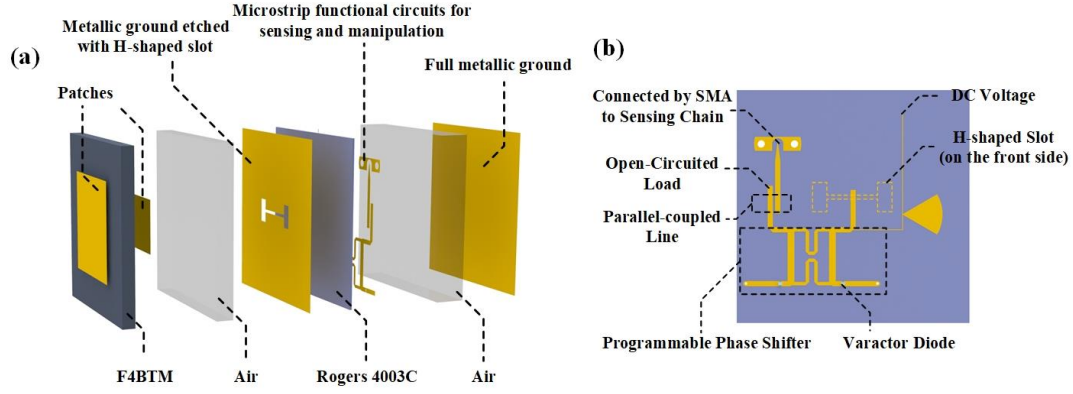 (a)
Metallic ground etched
with H-shaped slot
Microstrip functional circuits for
sensing and manipulation
Full metallic ground
Patches
F4BTM
Air
Rogers 4003C
Air
(b)
Connected by SMA
to Sensing Chain
Open-Circuited
Load
Parallel-coupled
Line
DC Voltage
H-shaped Slot
(on the front side)
Programmable Phase Shifter
Varactor Diode